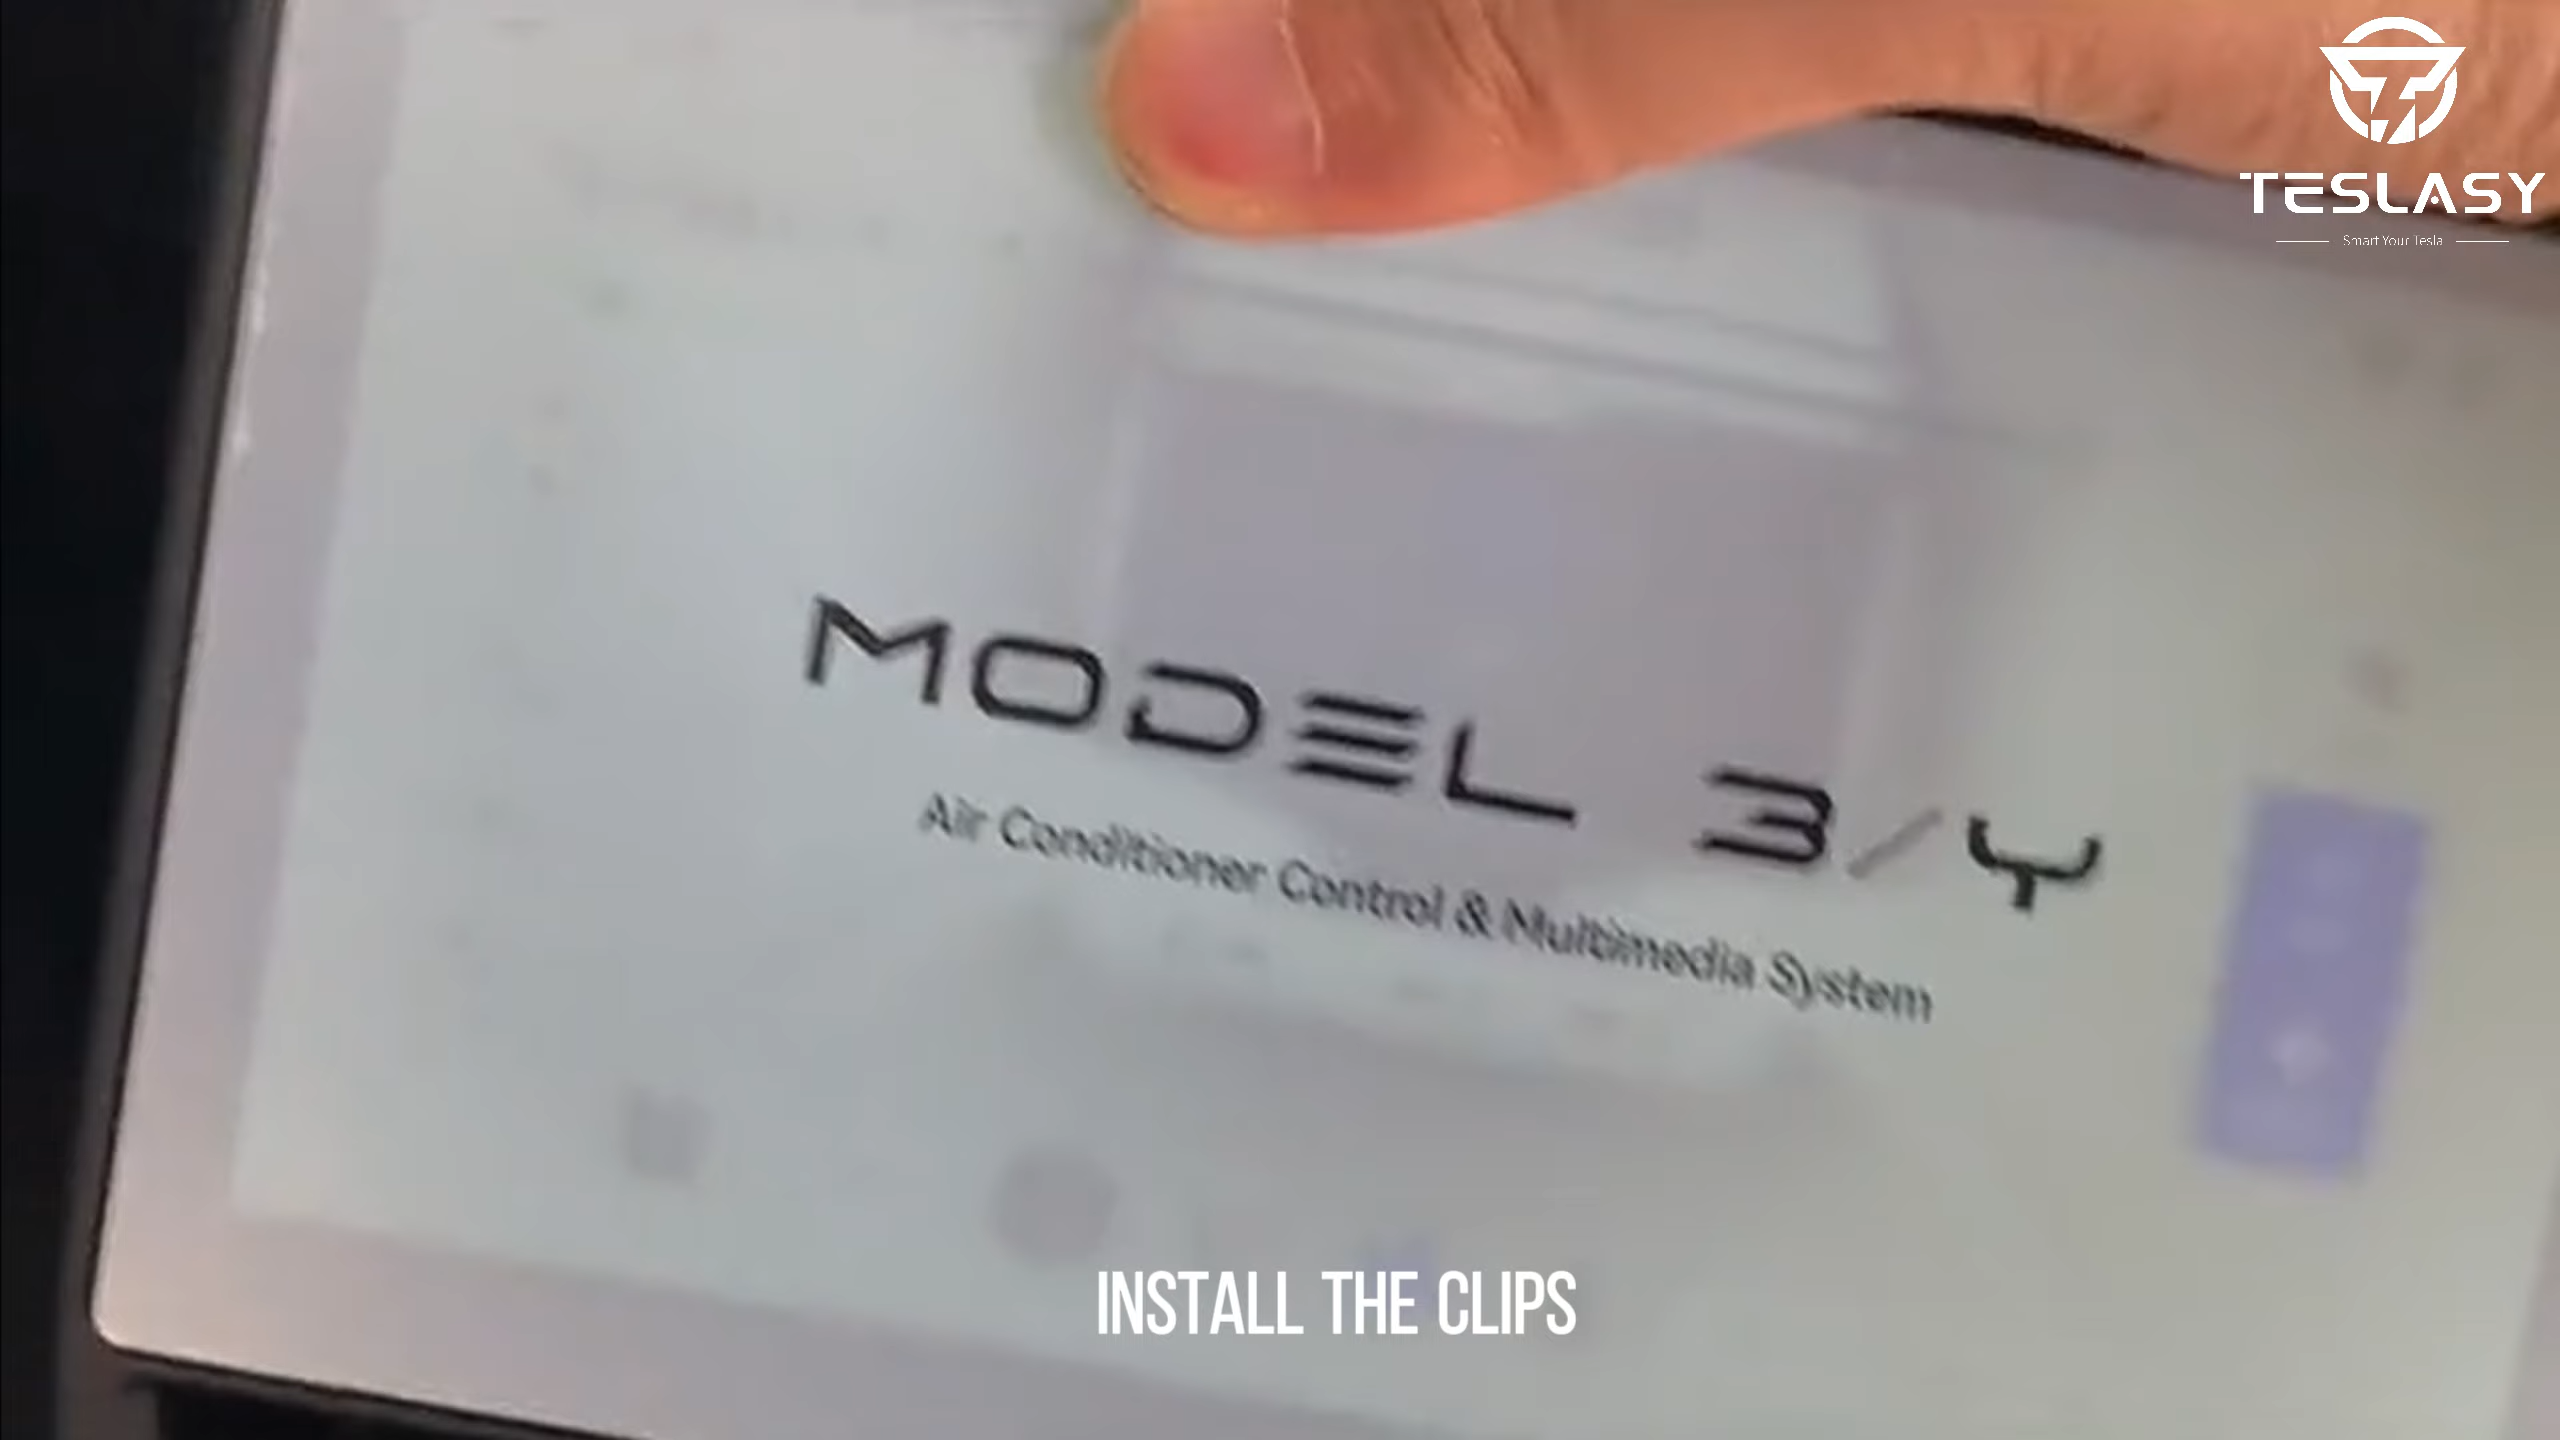 TESLASY
Smart Your Tesla
MODEL 3/Y
Air Conditioner Control & Multimedia System
INSTALL THE CLIPS